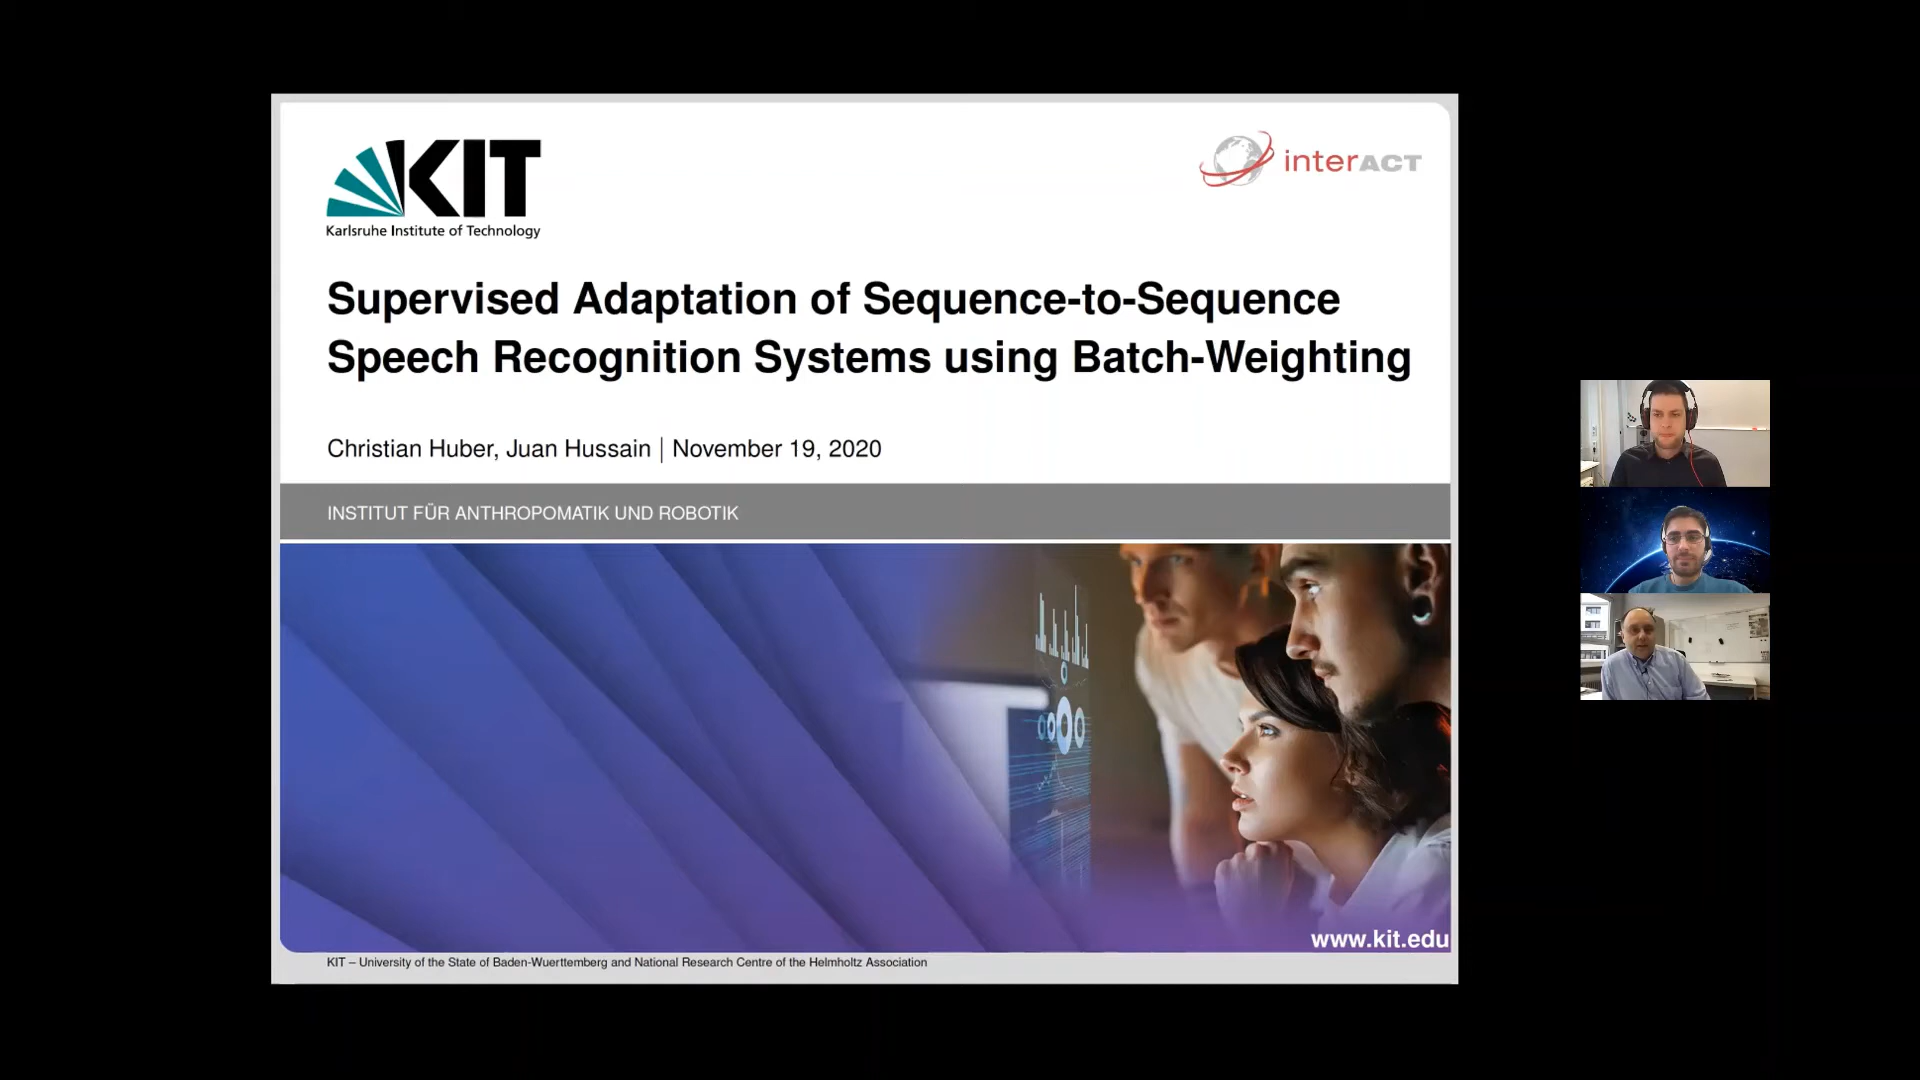 KIT
Karlsruhe Institute of Technology
interACT
Supervised Adaptation of Sequence-to-Sequence
Speech Recognition Systems using Batch-Weighting
Christian Huber, Juan Hussain | November 19, 2020
INSTITUT FÜR ANTHROPOMATIK UND ROBOTIK
www.kit.edu
KIT – University of the State of Baden-Wuerttemberg and National Research Centre of the Helmholtz Association